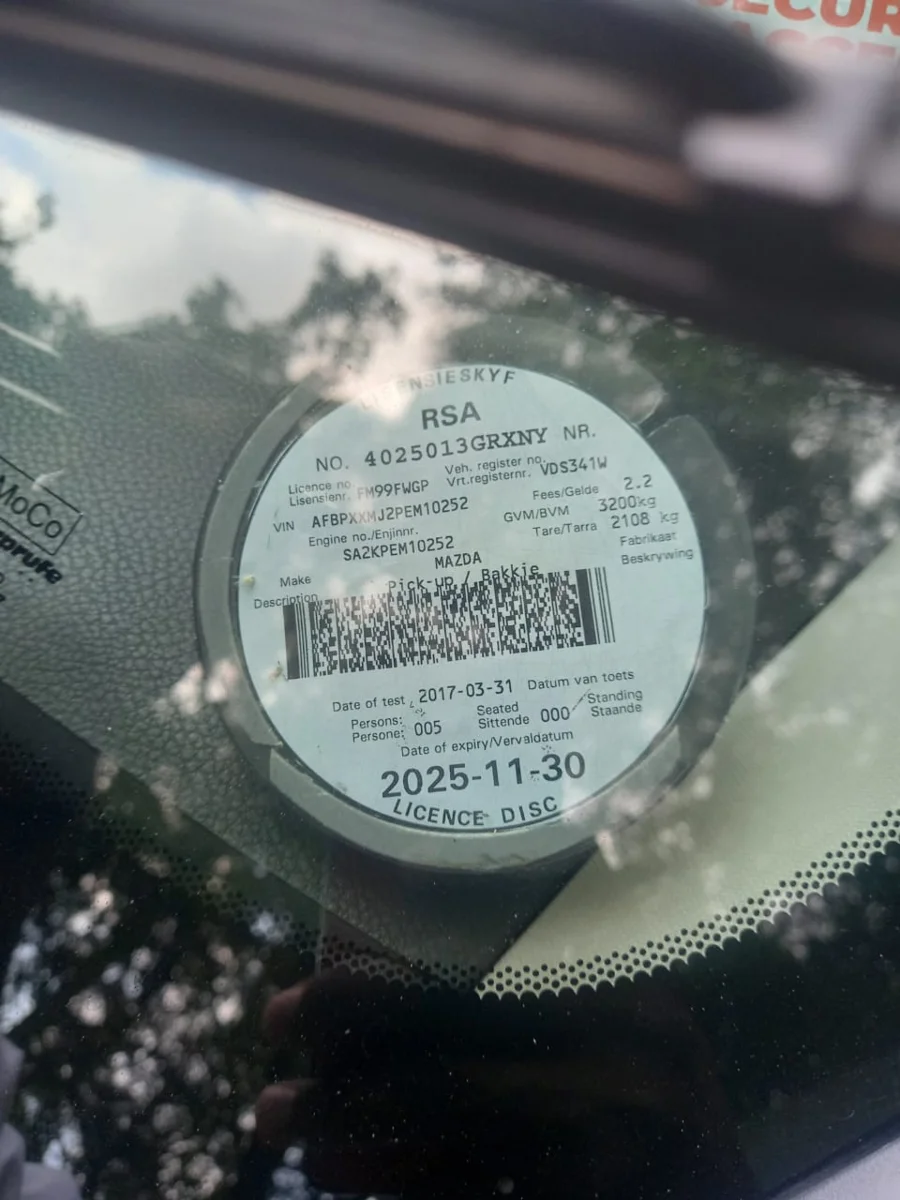 SECUR
LISENSIESKYF
RSA
NO. 4025013GRXNY NR.
Licence no. FM99FWGP Veh. register no. VDS341W
Lisensienr. Vrt.registernr.
VIN AFBPXXMJ2PEM10252 Fees/Gelde 2.2
Engine no./Enjinnr. GVM/BVM 3200kg
SA2KPEM10252 Tare/Tarra 2108 kg
Make MAZDA Fabrikaat
Description Pick-up / Bakkie Beskrywing
Date of test 2017-03-31 Datum van toets
Persons: 005 Seated 000 Standing
Persone: Sittende Staande
Date of expiry/Vervaldatum
2025-11-30
LICENCE DISC
MoCo